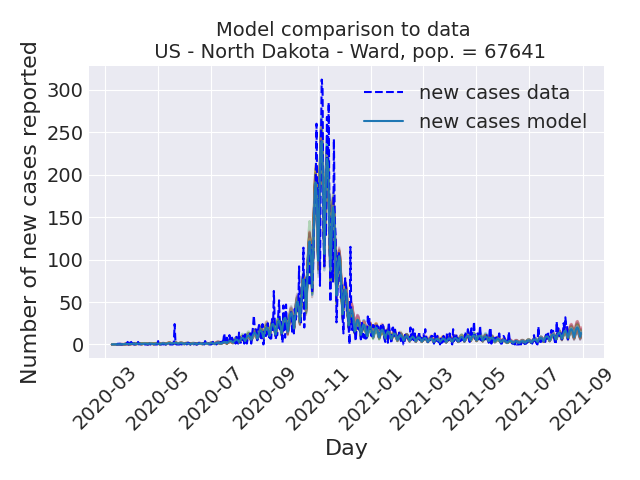 Model comparison to data
US - North Dakota - Ward, pop. = 67641
Number of new cases reported
300
250
200
150
100
50
0
new cases data
new cases model
2020-03
2020-05
2020-07
2020-09
2020-11
2021-01
2021-03
2021-05
2021-07
2021-09
Day